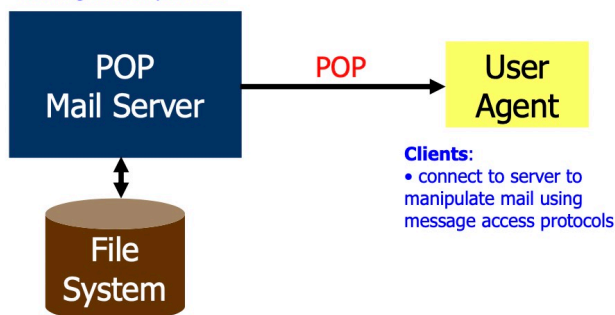 POP
Mail Server
POP
User
Agent
Clients:
• connect to server to
manipulate mail using
message access protocols
File
System